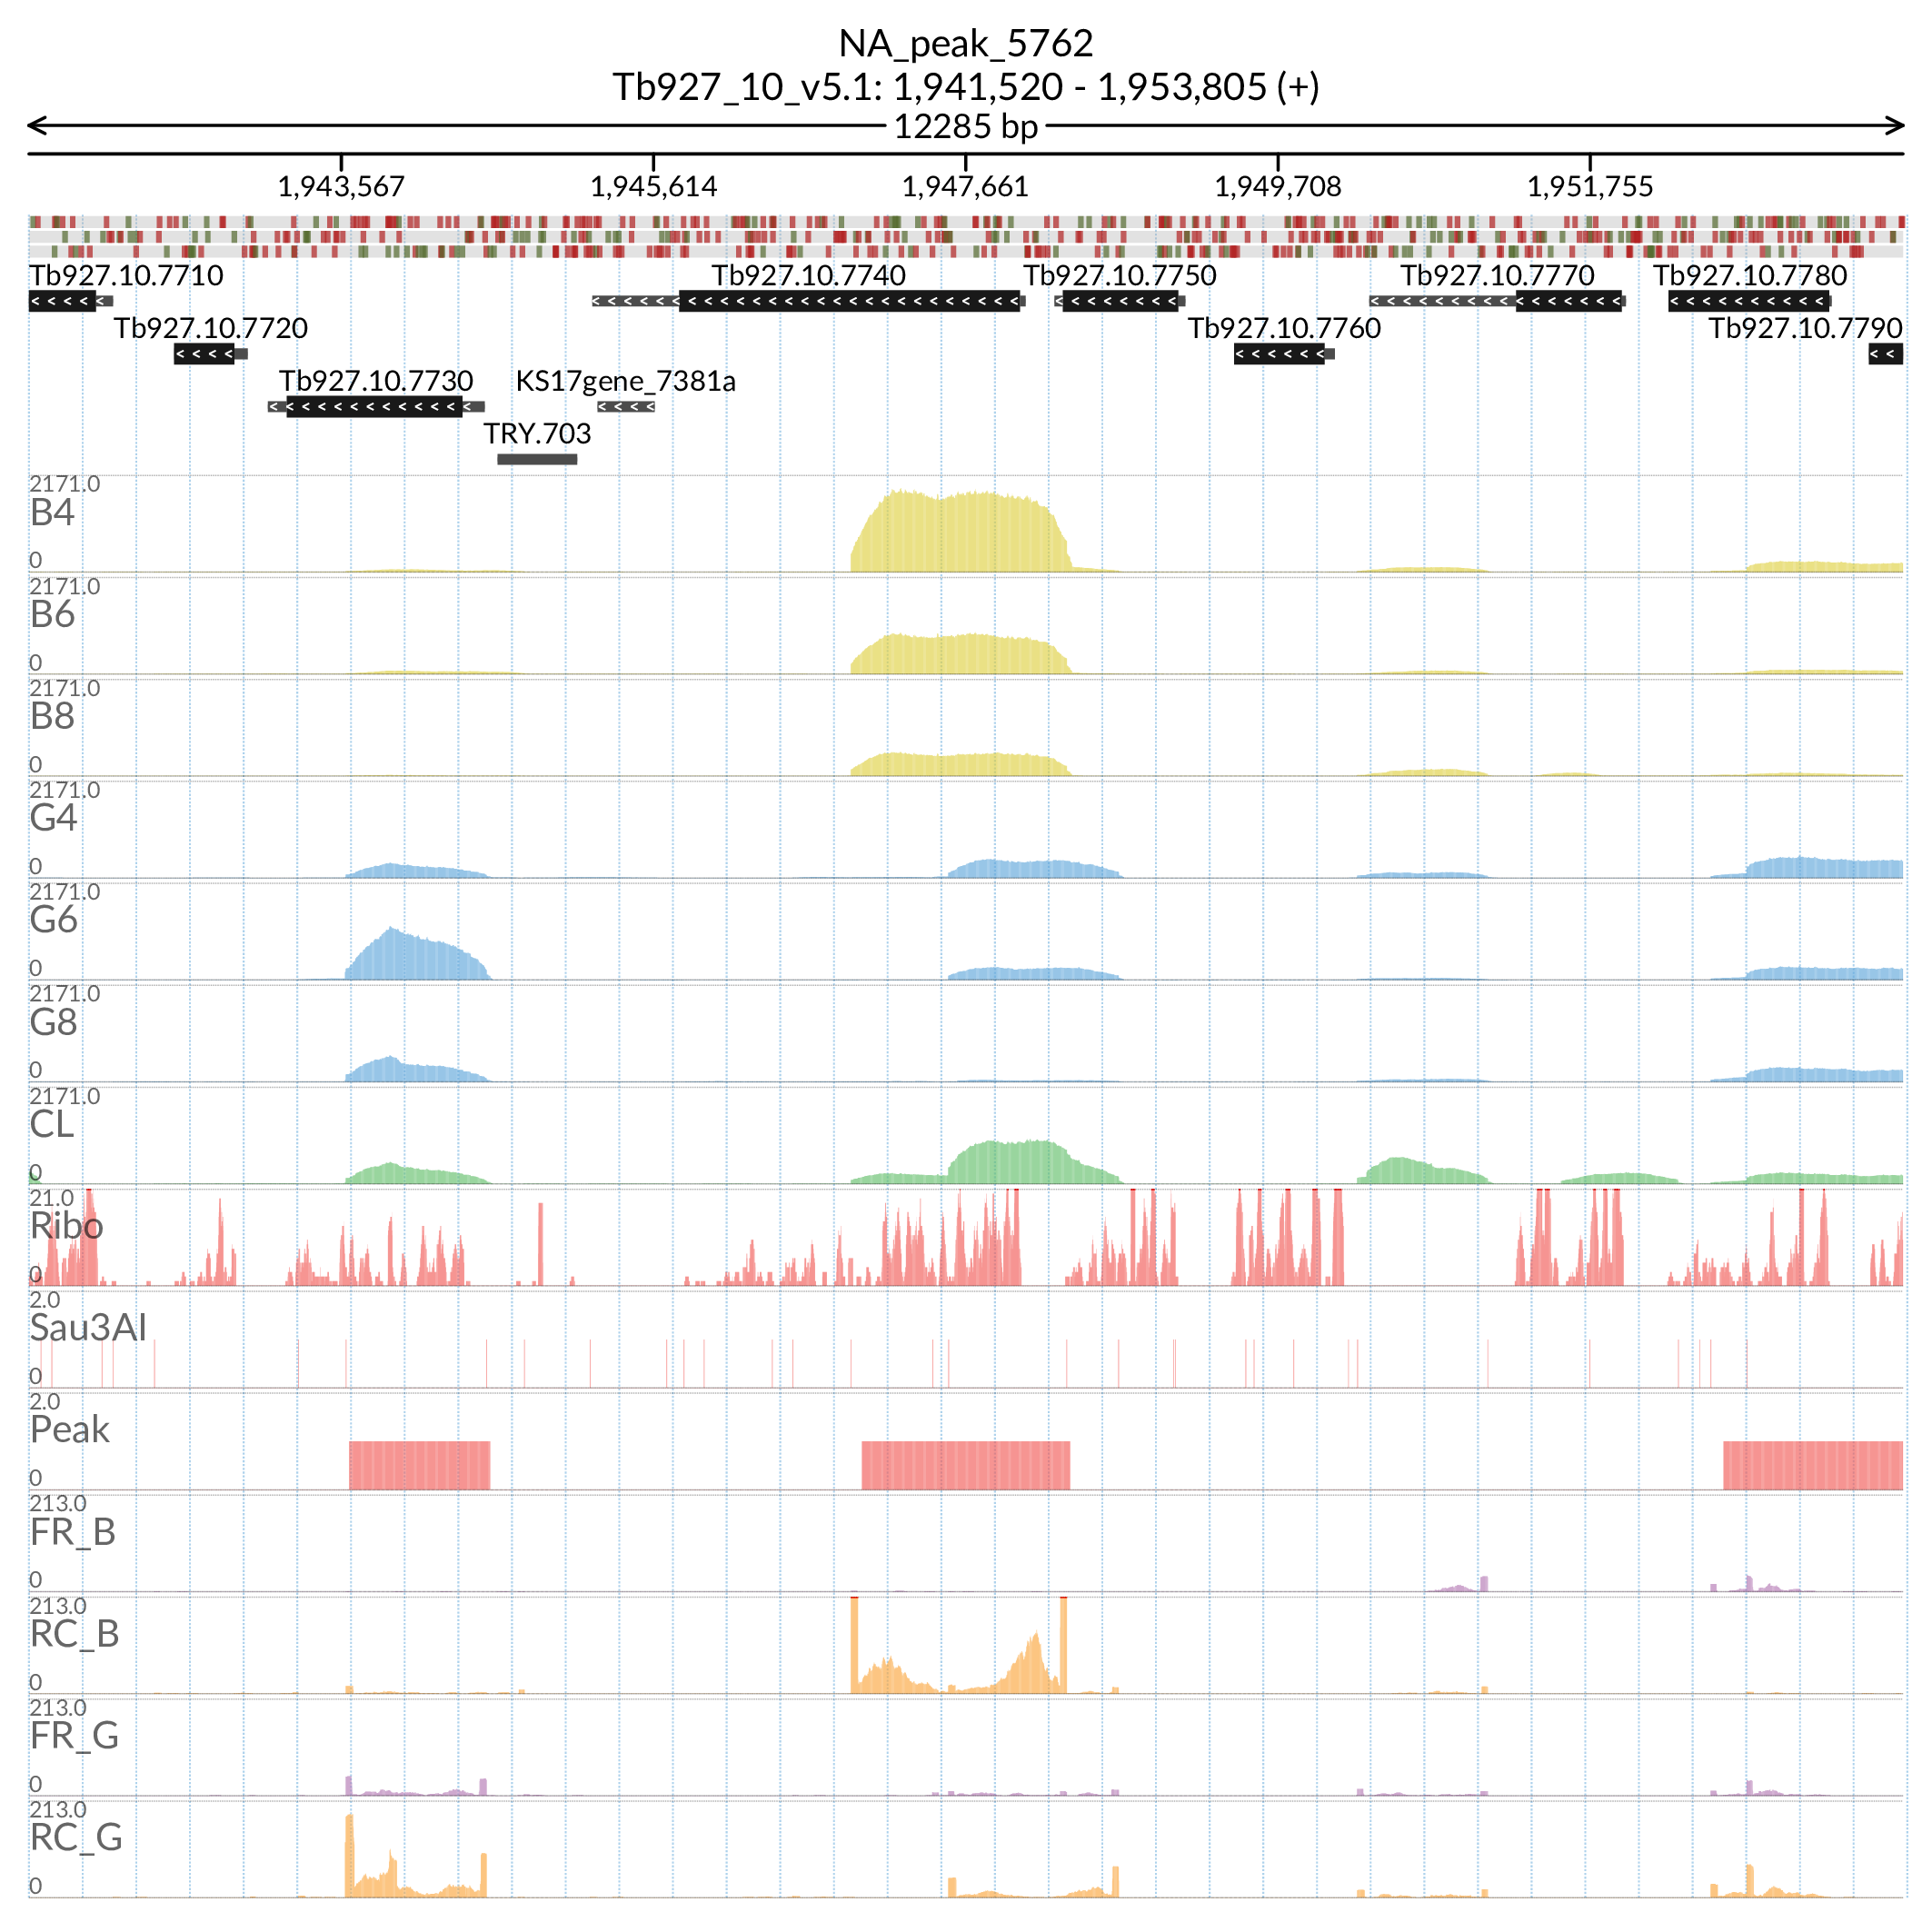 NA_peak_5762
Tb927_10_v5.1: 1,941,520 - 1,953,805 (+)
12285 bp
1,943,567 1,945,614 1,947,661 1,949,708 1,951,755
Tb927.10.7710 Tb927.10.7740 Tb927.10.7750 Tb927.10.7770 Tb927.10.7780
Tb927.10.7720 Tb927.10.7760 Tb927.10.7790
Tb927.10.7730 KS17gene_7381a
TRY.703
2171.0
B4
0
2171.0
B6
0
2171.0
B8
0
2171.0
G4
0
2171.0
G6
0
2171.0
G8
0
2171.0
CL
0
21.0
Ribo
0
2.0
Sau3AI
0
2.0
Peak
0
213.0
FR_B
0
213.0
RC_B
0
213.0
FR_G
0
213.0
RC_G
0